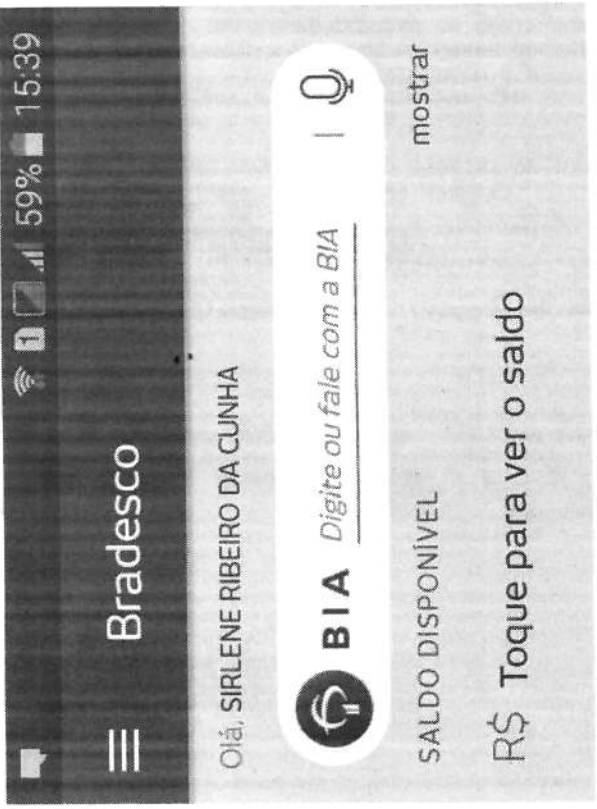 1 59% 15:39
Bradesco
Olá, SIRLENE RIBEIRO DA CUNHA
BIA Digite ou fale com a BIA
SALDO DISPONÍVEL mostrar
R$ Toque para ver o saldo